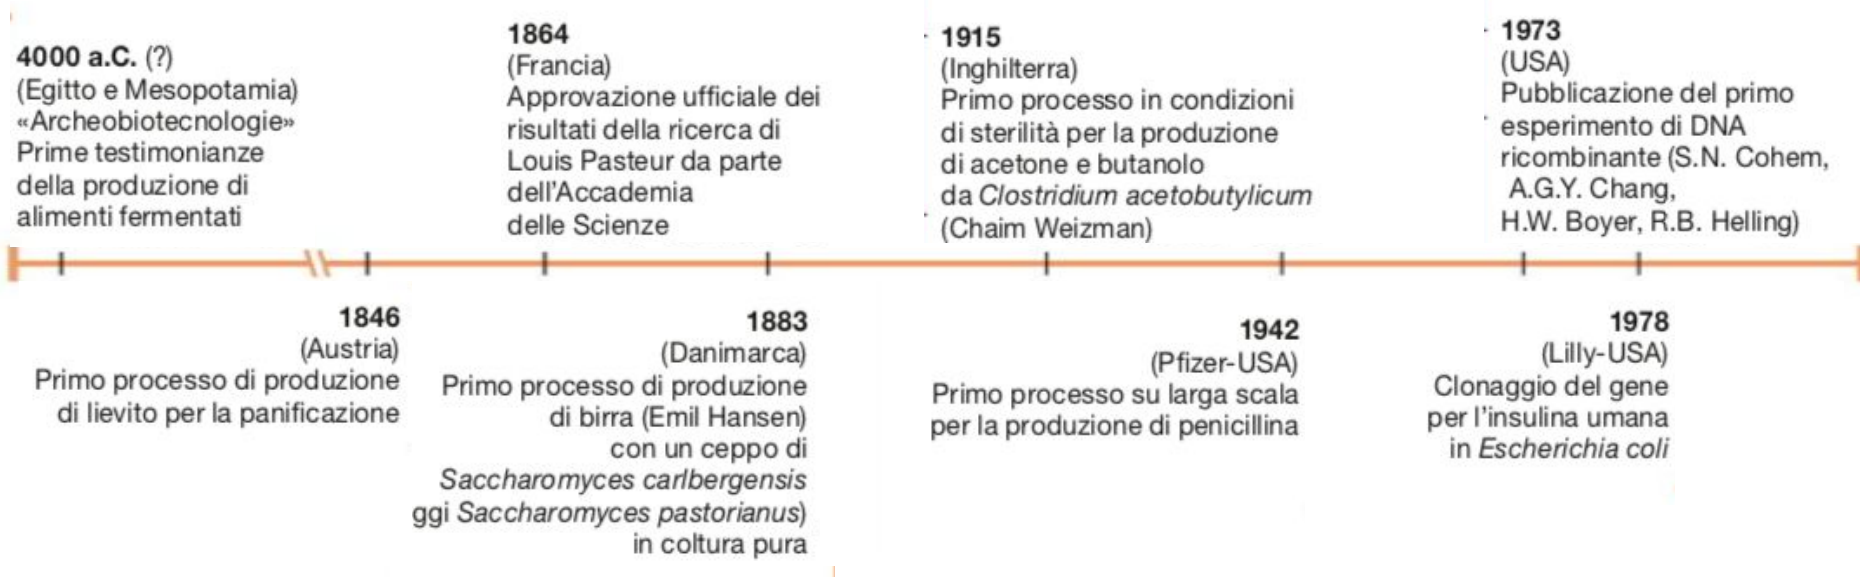 4000 a.C. (?)
(Egitto e Mesopotamia)
«Archeobiotecnologie»
Prime testimonianze
della produzione di
alimenti fermentati
1846
(Austria)
Primo processo di produzione
di lievito per la panificazione
1864
(Francia)
Approvazione ufficiale dei
risultati della ricerca di
Louis Pasteur da parte
dell'Accademia
delle Scienze
1883
(Danimarca)
Primo processo di produzione
di birra (Emil Hansen)
con un ceppo di
Saccharomyces carlbergensis
ggi Saccharomyces pastorianus)
in coltura pura
1915
(Inghilterra)
Primo processo in condizioni
di sterilità per la produzione
di acetone e butanolo
da Clostridium acetobutylicum
(Chaim Weizman)
1942
(Pfizer-USA)
Primo processo su larga scala
per la produzione di penicillina
1973
(USA)
Pubblicazione del primo
esperimento di DNA
ricombinante (S.N. Cohem,
A.G.Y. Chang,
H.W. Boyer, R.B. Helling)
1978
(Lilly-USA)
Clonaggio del gene
per l'insulina umana
in Escherichia coli